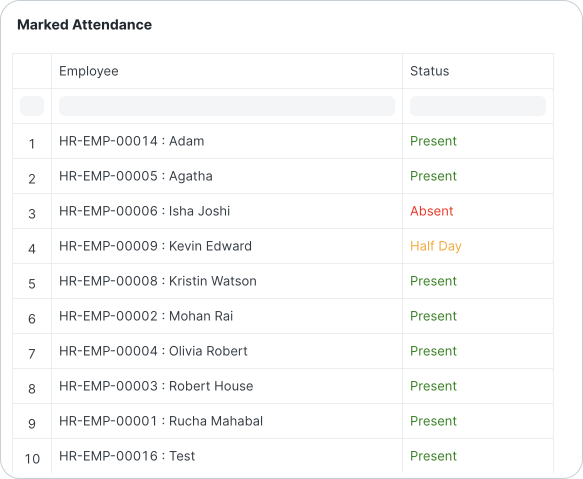 Marked Attendance
Employee Status
1 HR-EMP-00014 : Adam Present
2 HR-EMP-00005 : Agatha Present
3 HR-EMP-00006 : Isha Joshi Absent
4 HR-EMP-00009 : Kevin Edward Half Day
5 HR-EMP-00008 : Kristin Watson Present
6 HR-EMP-00002 : Mohan Rai Present
7 HR-EMP-00004 : Olivia Robert Present
8 HR-EMP-00003 : Robert House Present
9 HR-EMP-00001 : Rucha Mahabal Present
10 HR-EMP-00016 : Test Present